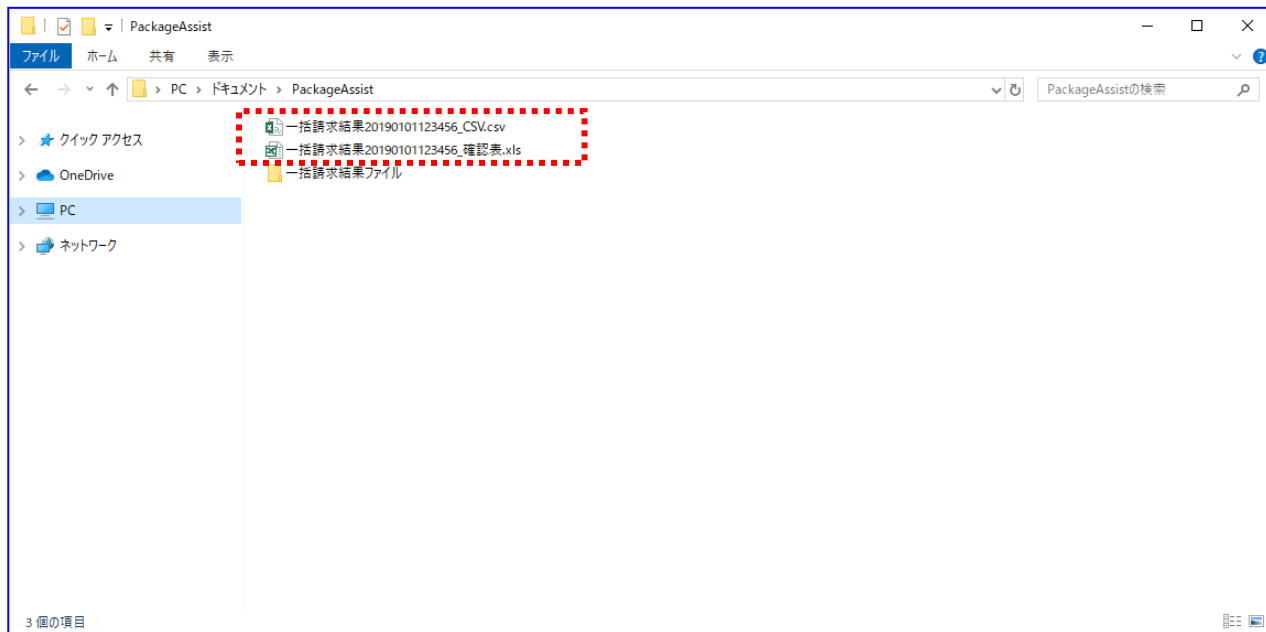 PackageAssist
ファイル ホーム 共有 表示
PC ドキュメント PackageAssist PackageAssistの検索
クイック アクセス
OneDrive
PC
ネットワーク
一括請求結果20190101123456_CSV.csv
一括請求結果20190101123456_確認表.xls
一括請求結果ファイル
3 個の項目